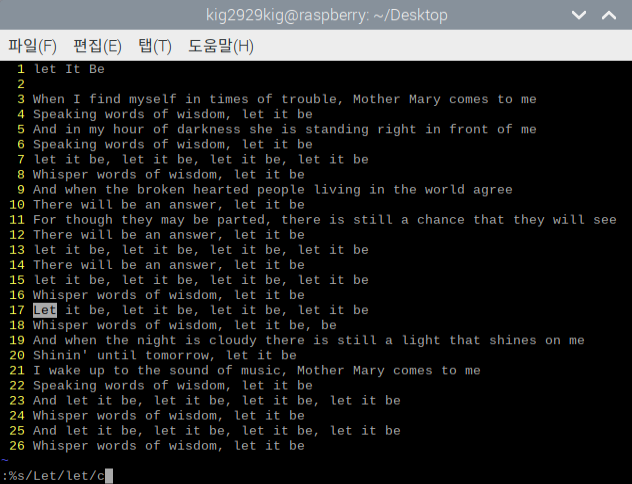 kig2929kig@raspberry: ~/Desktop
파일(F) 편집(E) 탭(T) 도움말(H)
1 let It Be
2
3 When I find myself in times of trouble, Mother Mary comes to me
4 Speaking words of wisdom, let it be
5 And in my hour of darkness she is standing right in front of me
6 Speaking words of wisdom, let it be
7 let it be, let it be, let it be, let it be
8 Whisper words of wisdom, let it be
9 And when the broken hearted people living in the world agree
10 There will be an answer, let it be
11 For though they may be parted, there is still a chance that they will see
12 There will be an answer, let it be
13 let it be, let it be, let it be, let it be
14 There will be an answer, let it be
15 let it be, let it be, let it be, let it be
16 Whisper words of wisdom, let it be
17 Let it be, let it be, let it be, let it be
18 Whisper words of wisdom, let it be, be
19 And when the night is cloudy there is still a light that shines on me
20 Shinin' until tomorrow, let it be
21 I wake up to the sound of music, Mother Mary comes to me
22 Speaking words of wisdom, let it be
23 And let it be, let it be, let it be, let it be
24 Whisper words of wisdom, let it be
25 And let it be, let it be, let it be, let it be
26 Whisper words of wisdom, let it be
~
:%s/Let/let/c